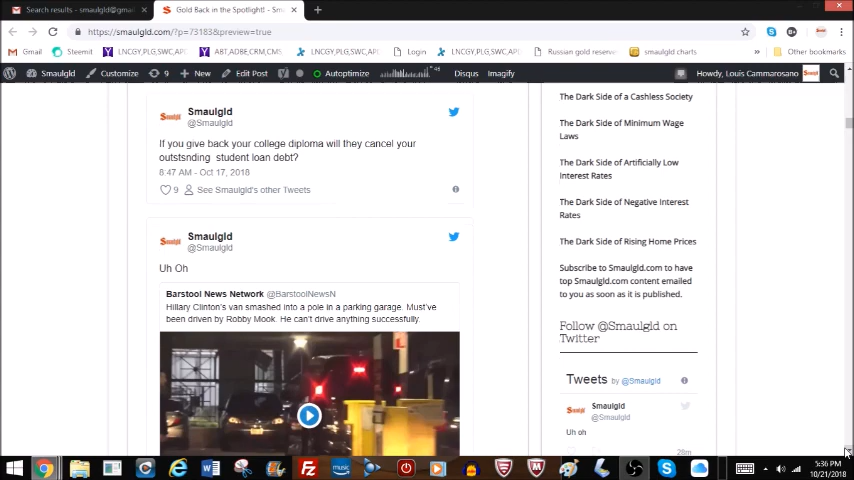 Search results - smaulgld@gmai
Gold Back in the Spotlight! - Sma
https://smaulgld.com/?p=73183&preview=true
Gmail
Steemit
LNCGY,PLG,SWC,APL
ABT,ADBE,CRM,CMS
LNCGY,PLG,SWC,APL
Login
LNCGY,PLG,SWC,APL
Russian gold reserve
smaulgld charts
Other bookmarks
Smaulgld
Customize
9
New
Edit Post
Autoptimize
Disqus
Imagify
Howdy, Louis Cammarosano
Smaulgld
@Smaulgld
If you give back your college diploma will they cancel your
outstsnding student loan debt?
8:47 AM - Oct 17, 2018
9 See Smaulgld's other Tweets
Smaulgld
@Smaulgld
Uh Oh
Barstool News Network @BarstoolNewsN
Hillary Clinton's van smashed into a pole in a parking garage. Must've
been driven by Robby Mook. He can't drive anything successfully.
The Dark Side of a Cashless Society
The Dark Side of Minimum Wage
Laws
The Dark Side of Artificially Low
Interest Rates
The Dark Side of Negative Interest
Rates
The Dark Side of Rising Home Prices
Subscribe to Smaulgld.com to have
top Smaulgld.com content emailed
to you as soon as it is published.
Follow @Smaulgld on
Twitter
Tweets by @Smaulgld
Smaulgld
@Smaulgld
Uh oh
28m
5:36 PM
10/21/2018